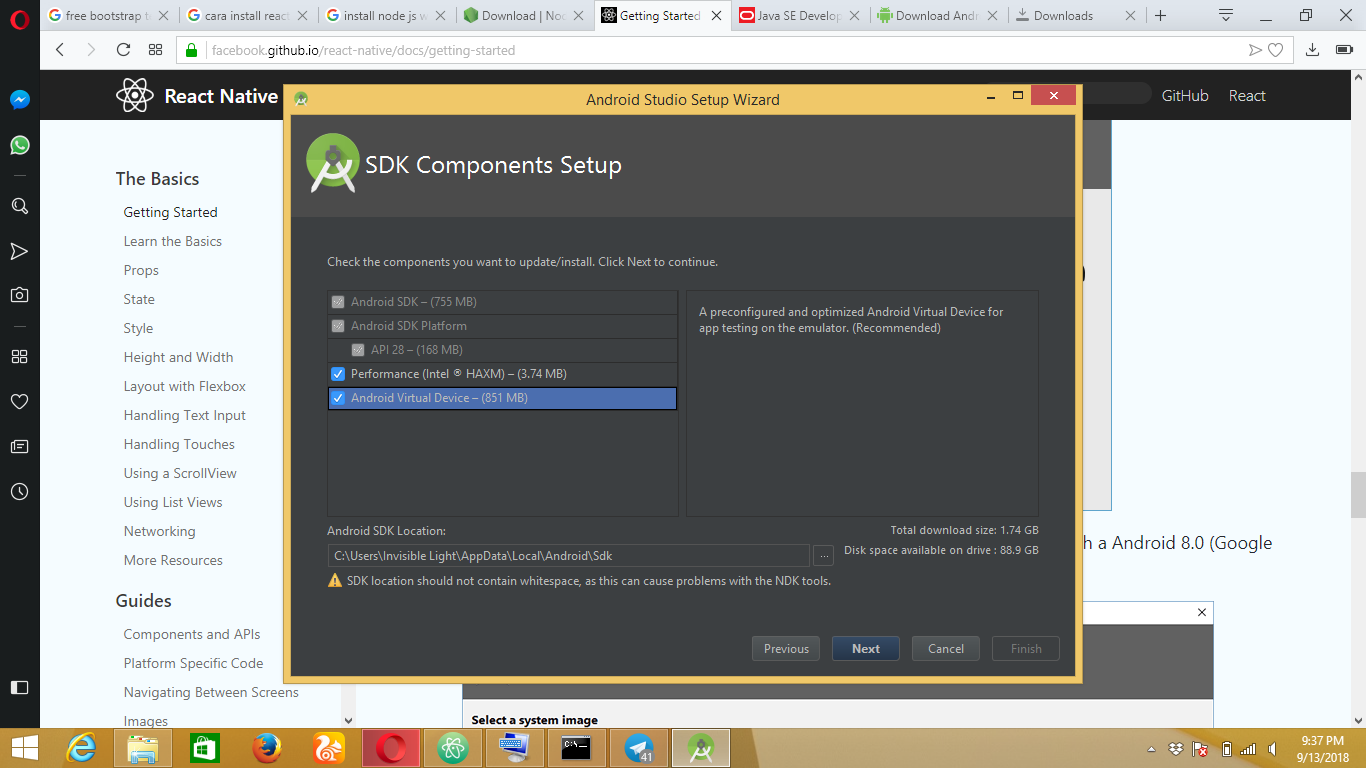 free bootstrap t
cara install react
install node js w
Download | Noc
Getting Started
Java SE Develop
Download Andr
Downloads
facebook.github.io/react-native/docs/getting-started
React Native
GitHub
React
The Basics
Getting Started
Learn the Basics
Props
State
Style
Height and Width
Layout with Flexbox
Handling Text Input
Handling Touches
Using a ScrollView
Using List Views
Networking
More Resources
Guides
Components and APIs
Platform Specific Code
Navigating Between Screens
Images
Android Studio Setup Wizard
SDK Components Setup
Check the components you want to update/install. Click Next to continue.
Android SDK – (755 MB)
Android SDK Platform
API 28 – (168 MB)
Performance (Intel ® HAXM) – (3.74 MB)
Android Virtual Device – (851 MB)
A preconfigured and optimized Android Virtual Device for
app testing on the emulator. (Recommended)
Android SDK Location:
Total download size: 1.74 GB
C:\Users\Invisible Light\AppData\Local\Android\Sdk
...
Disk space available on drive : 88.9 GB
SDK location should not contain whitespace, as this can cause problems with the NDK tools.
Previous
Next
Cancel
Finish
h a Android 8.0 (Google
Select a system image
41
9:37 PM
9/13/2018